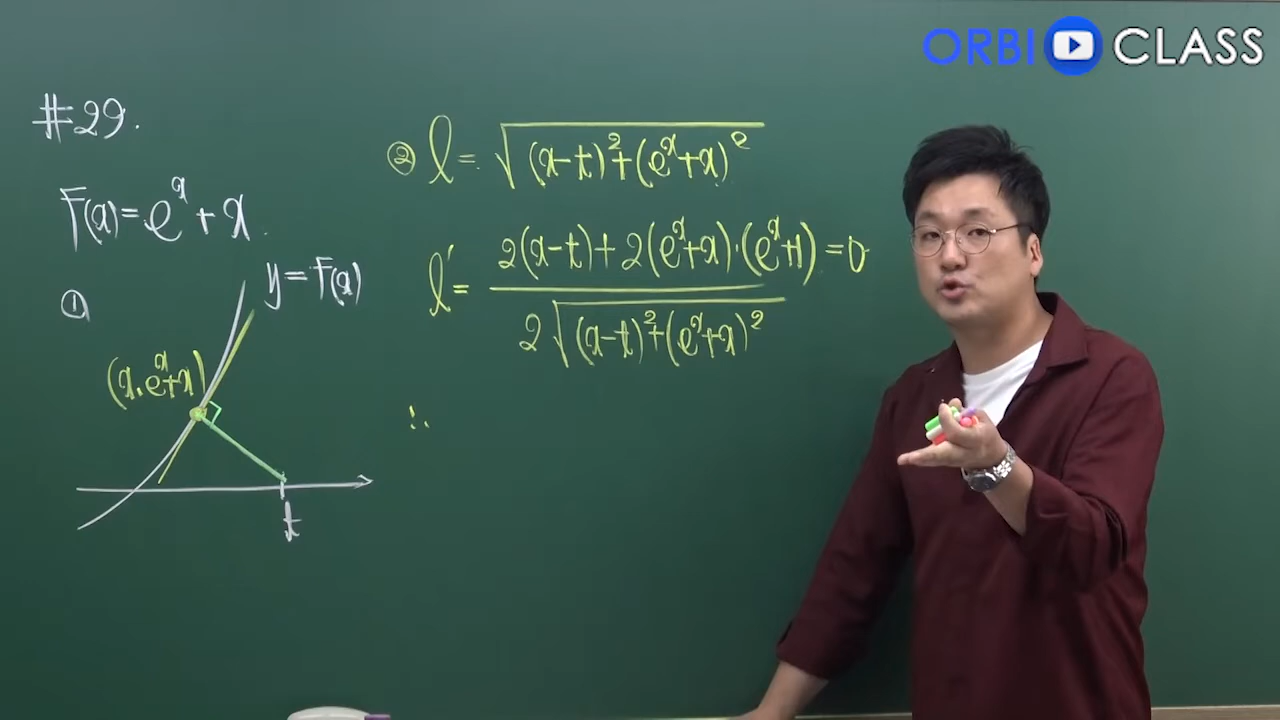 ORBI CLASS
#29.
F(x)=e^x+x.
①
y=F(x)
(x, e^x+x)
t
② l= √((x-t)²+(e^x+x)²)
l'= (2(x-t)+2(e^x+x)·(e^x+1))/(2√((x-t)²+(e^x+x)²)) =0
∴